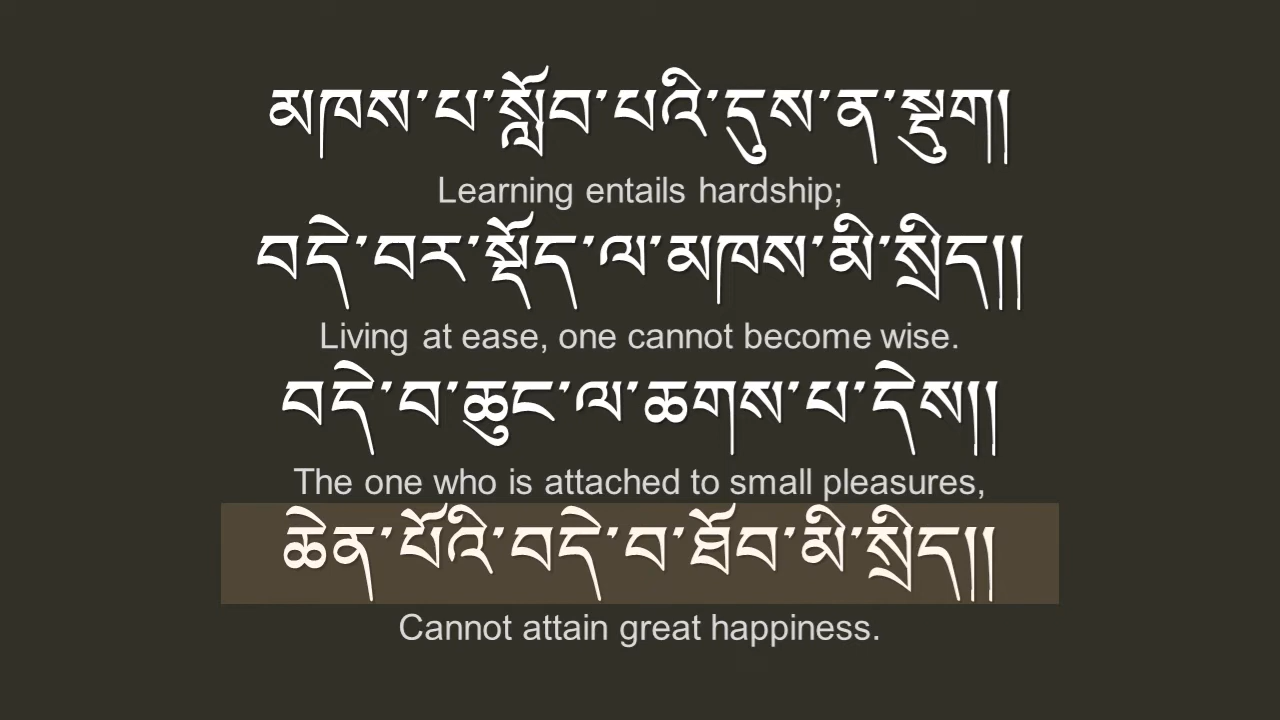 མཁས་པ་སློབ་པའི་དུས་ན་སྡུག།
Learning entails hardship;
བདེ་བར་སྡོད་ལ་མཁས་མི་སྲིད།།
Living at ease, one cannot become wise.
བདེ་བ་ཆུང་ལ་ཆགས་པ་དེས།།
The one who is attached to small pleasures,
ཆེན་པོའི་བདེ་བ་ཐོབ་མི་སྲིད།།
Cannot attain great happiness.